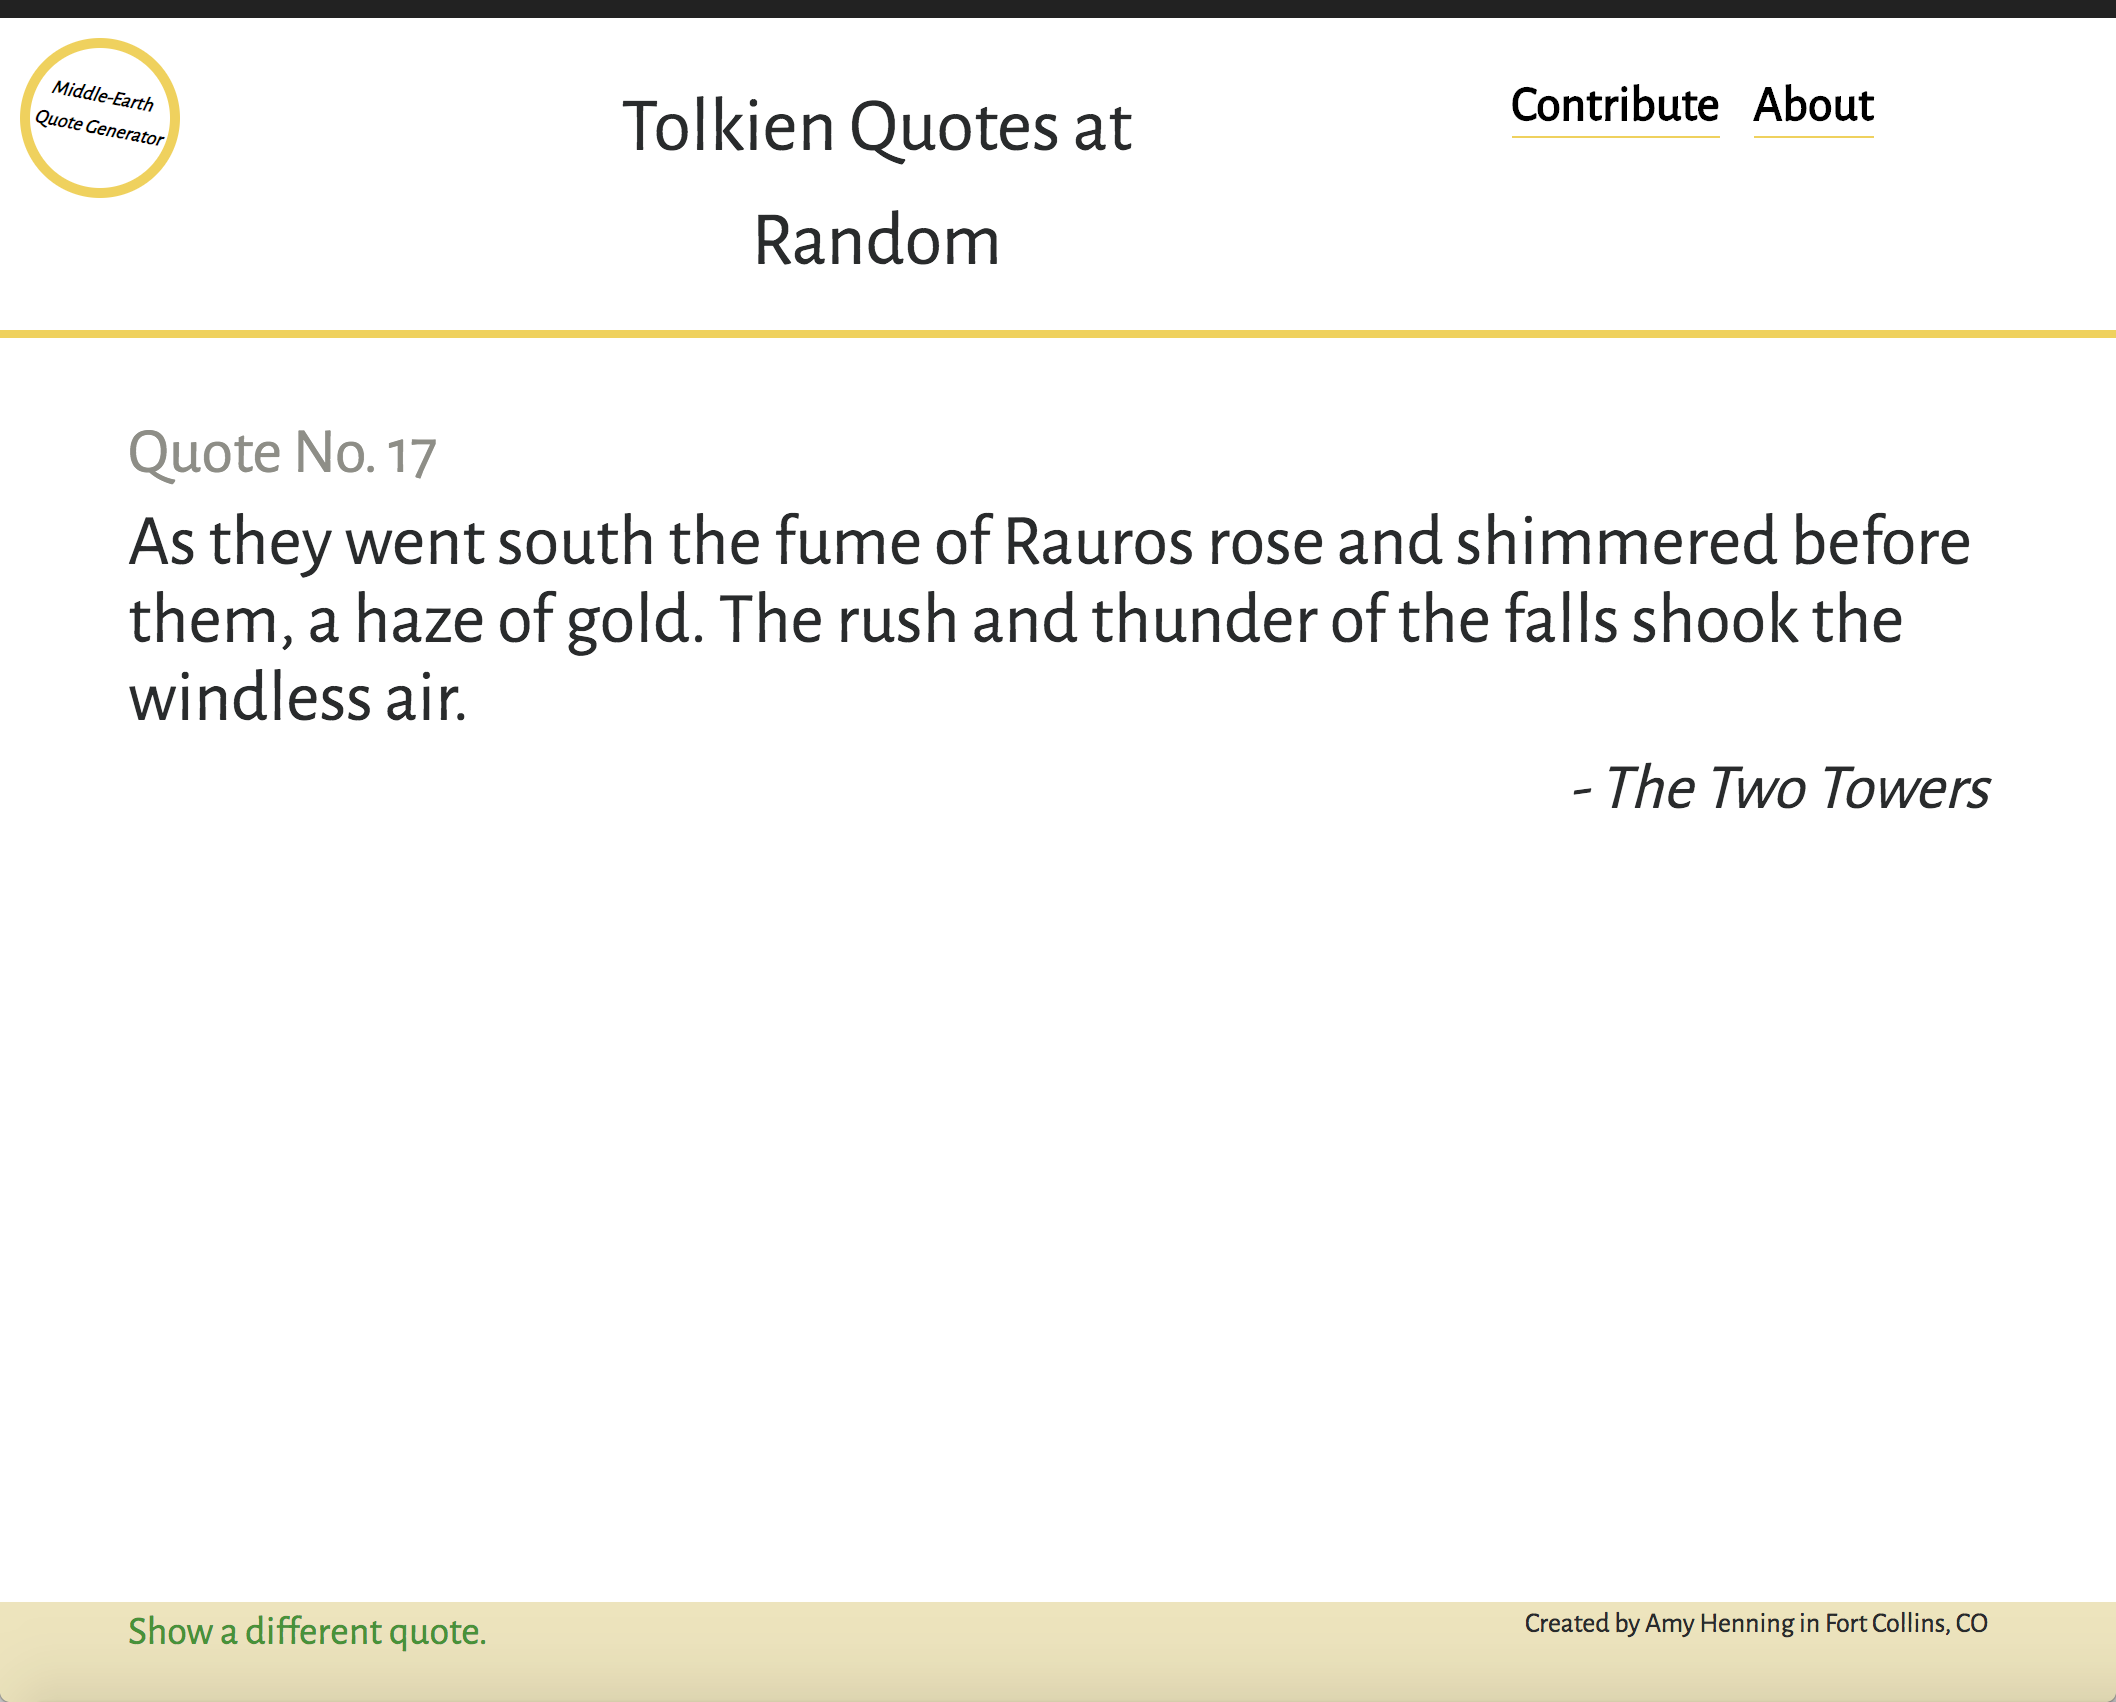 Middle-Earth
Quote Generator
Tolkien Quotes at
Random
Contribute About
Quote No. 17
As they went south the fume of Rauros rose and shimmered before
them, a haze of gold. The rush and thunder of the falls shook the
windless air.
- The Two Towers
Show a different quote.
Created by Amy Henning in Fort Collins, CO